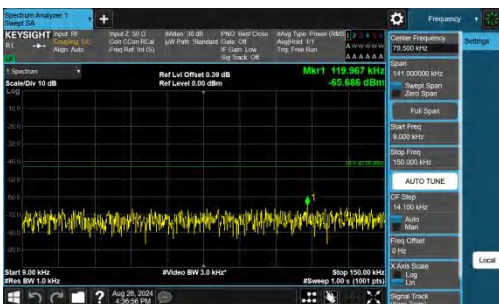 Spectrum Analyzer 1
Swept SA
Frequency
KEYSIGHT Input: RF
Coupling: DC
Align: Auto
Input Z: 50 Ω
Corr CCorr RCal
Freq Ref: Int (S)
#Atten: 30 dB
µW Path: Standard
PNO: Best Close
Gate: Off
IF Gain: Low
Sig Track: Off
#Avg Type: Power (RMS)
Avg|Hold: 1/1
Trig: Free Run
Center Frequency
79.500 kHz
Settings
1 Spectrum
Scale/Div 10 dB
Log
Ref Lvl Offset 0.39 dB
Ref Level 0.00 dBm
Mkr1 119.967 kHz
-65.686 dBm
Span
141.000000 kHz
Swept Span
Zero Span
Full Span
Start Freq
9.000 kHz
Stop Freq
150.000 kHz
AUTO TUNE
CF Step
14.100 kHz
Auto
Man
Freq Offset
0 Hz
X Axis Scale
Log
Lin
Local
Signal Track
Start 9.00 kHz
#Res BW 1.0 kHz
#Video BW 3.0 kHz*
Stop 150.00 kHz
#Sweep 1.00 s (1001 pts)
Aug 26, 2024
4:36:56 PM